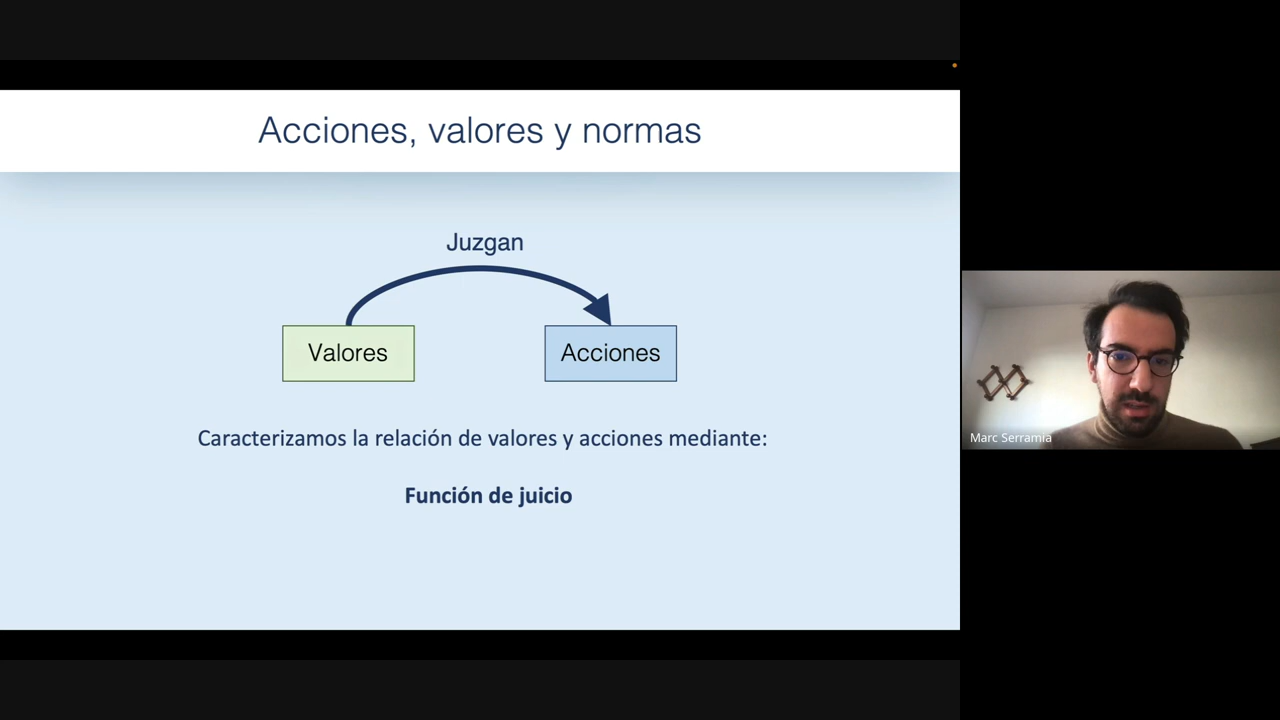 Acciones, valores y normas
Juzgan
Valores
Acciones
Caracterizamos la relación de valores y acciones mediante:
Función de juicio
Marc Serramia